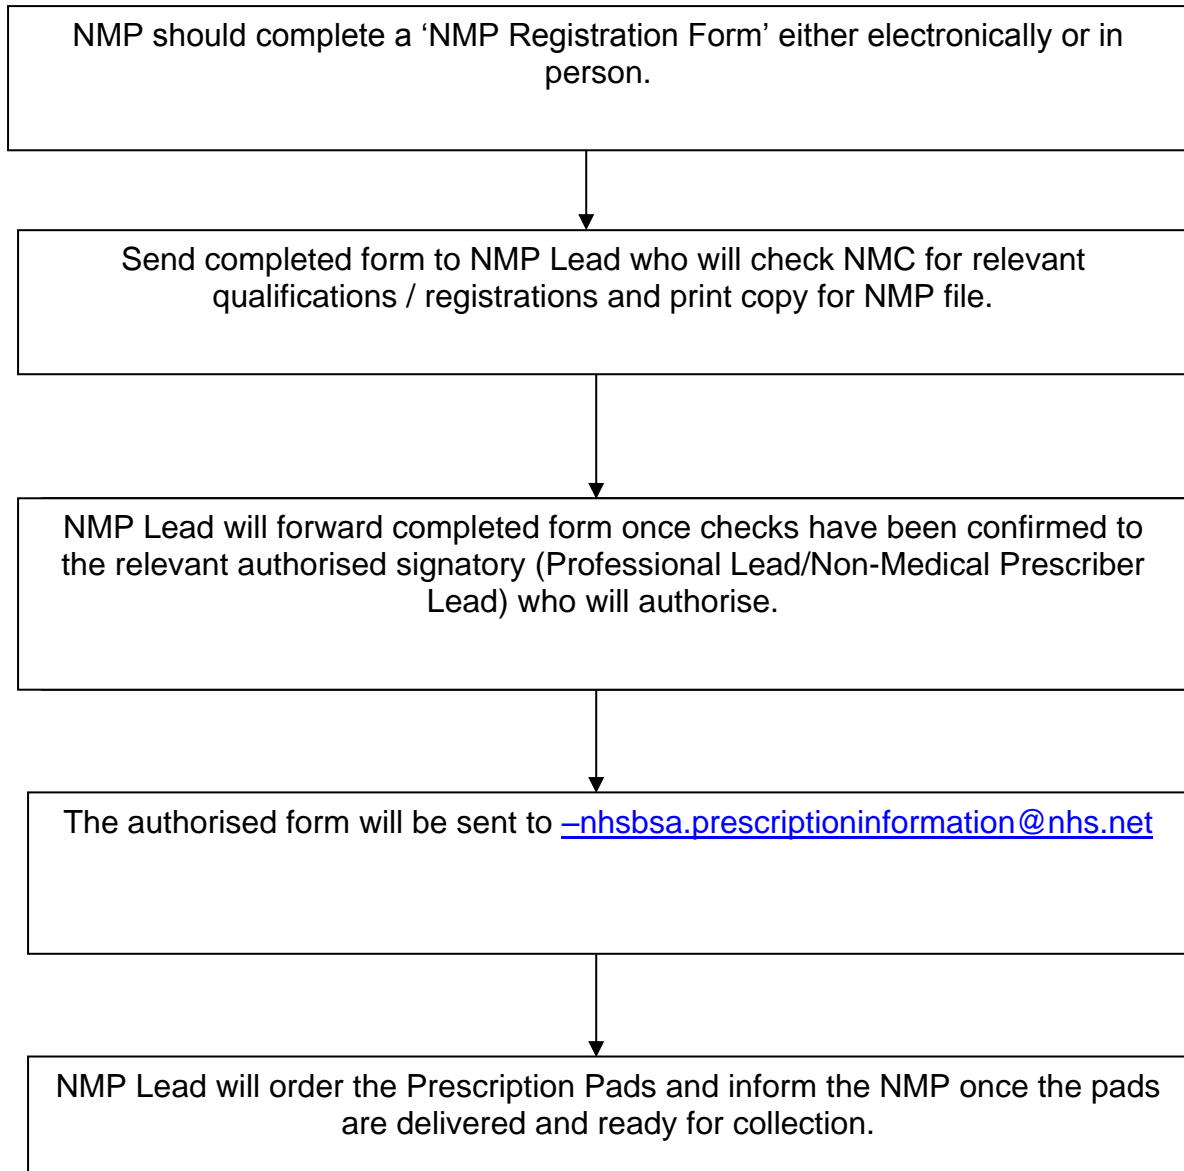 NMP should complete a ‘NMP Registration Form’ either electronically or in
person.
Send completed form to NMP Lead who will check NMC for relevant
qualifications / registrations and print copy for NMP file.
NMP Lead will forward completed form once checks have been confirmed to
the relevant authorised signatory (Professional Lead/Non-Medical Prescriber
Lead) who will authorise.
The authorised form will be sent to –nhsbsa.prescriptioninformation@nhs.net
NMP Lead will order the Prescription Pads and inform the NMP once the pads
are delivered and ready for collection.